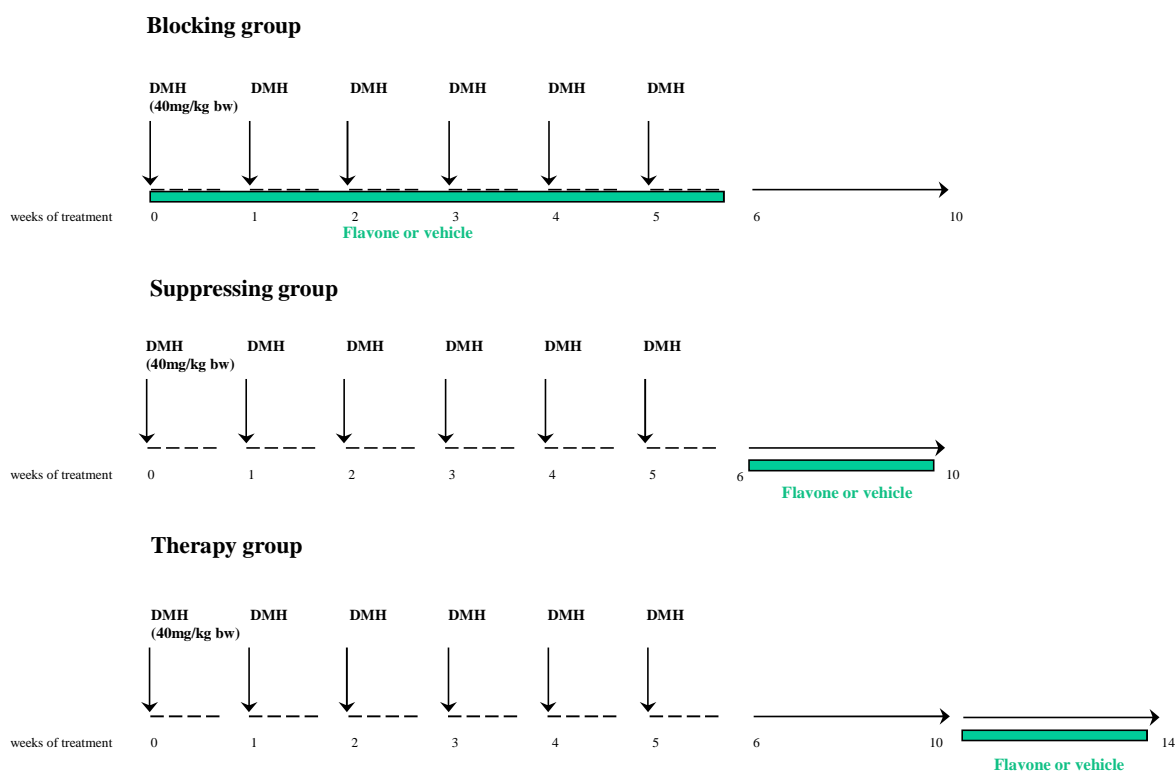 Blocking group
DMH DMH DMH DMH DMH DMH
(40mg/kg bw)
weeks of treatment 0 1 2 3 4 5 6 10
Flavone or vehicle
Suppressing group
DMH DMH DMH DMH DMH DMH
(40mg/kg bw)
weeks of treatment 0 1 2 3 4 5 6 10
Flavone or vehicle
Therapy group
DMH DMH DMH DMH DMH DMH
(40mg/kg bw)
weeks of treatment 0 1 2 3 4 5 6 10 14
Flavone or vehicle